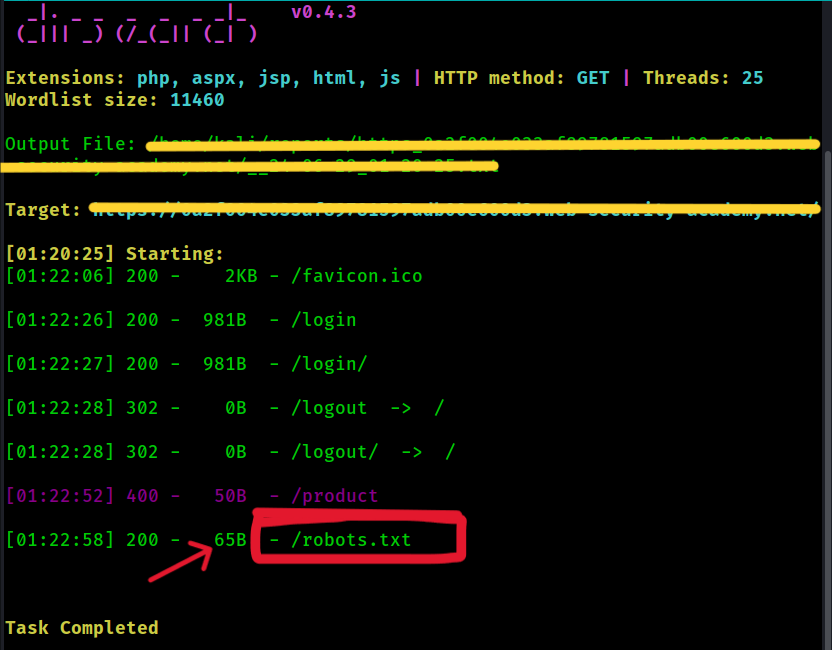 v0.4.3
Extensions: php, aspx, jsp, html, js | HTTP method: GET | Threads: 25
Wordlist size: 11460
Output File:
Target:
[01:20:25] Starting:
[01:22:06] 200 - 2KB - /favicon.ico
[01:22:26] 200 - 981B - /login
[01:22:27] 200 - 981B - /login/
[01:22:28] 302 - 0B - /logout -> /
[01:22:28] 302 - 0B - /logout/ -> /
[01:22:52] 400 - 50B - /product
[01:22:58] 200 - 65B - /robots.txt
Task Completed